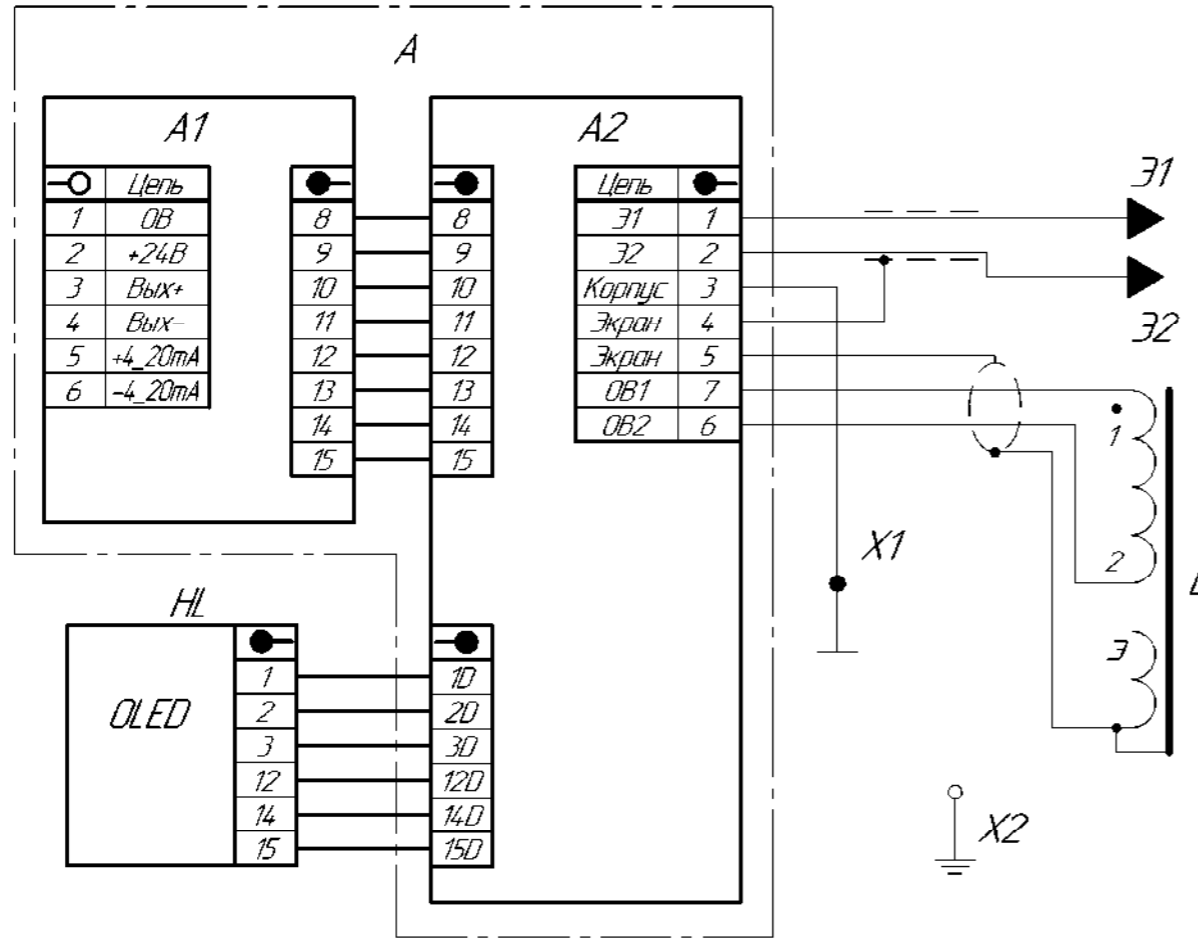 A
A1
Цепь
1 0В
2 +24В
3 Вых+
4 Вых-
5 +4_20mA
6 -4_20mA
8
9
10
11
12
13
14
15
A2
8
9
10
11
12
13
14
15
Цепь
Э1 1
Э2 2
Корпус 3
Экран 4
Экран 5
ОВ1 7
ОВ2 6
Э1
Э2
1
2
Э
X1
X2
HL
OLED
1
2
3
12
14
15
1D
2D
3D
12D
14D
15D